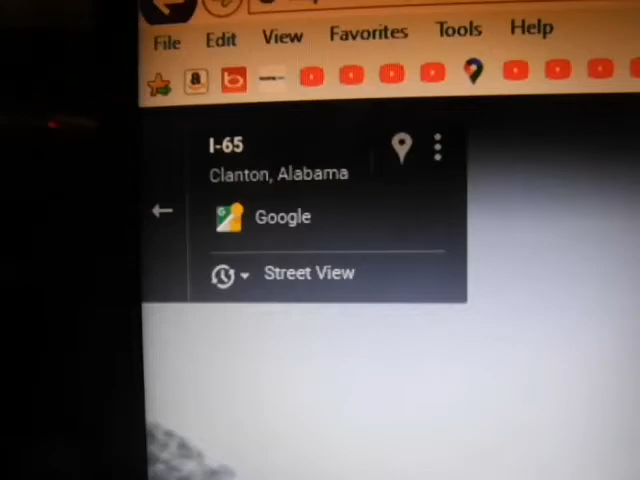 File Edit View Favorites Tools Help
I-65
Clanton, Alabama
Google
Street View